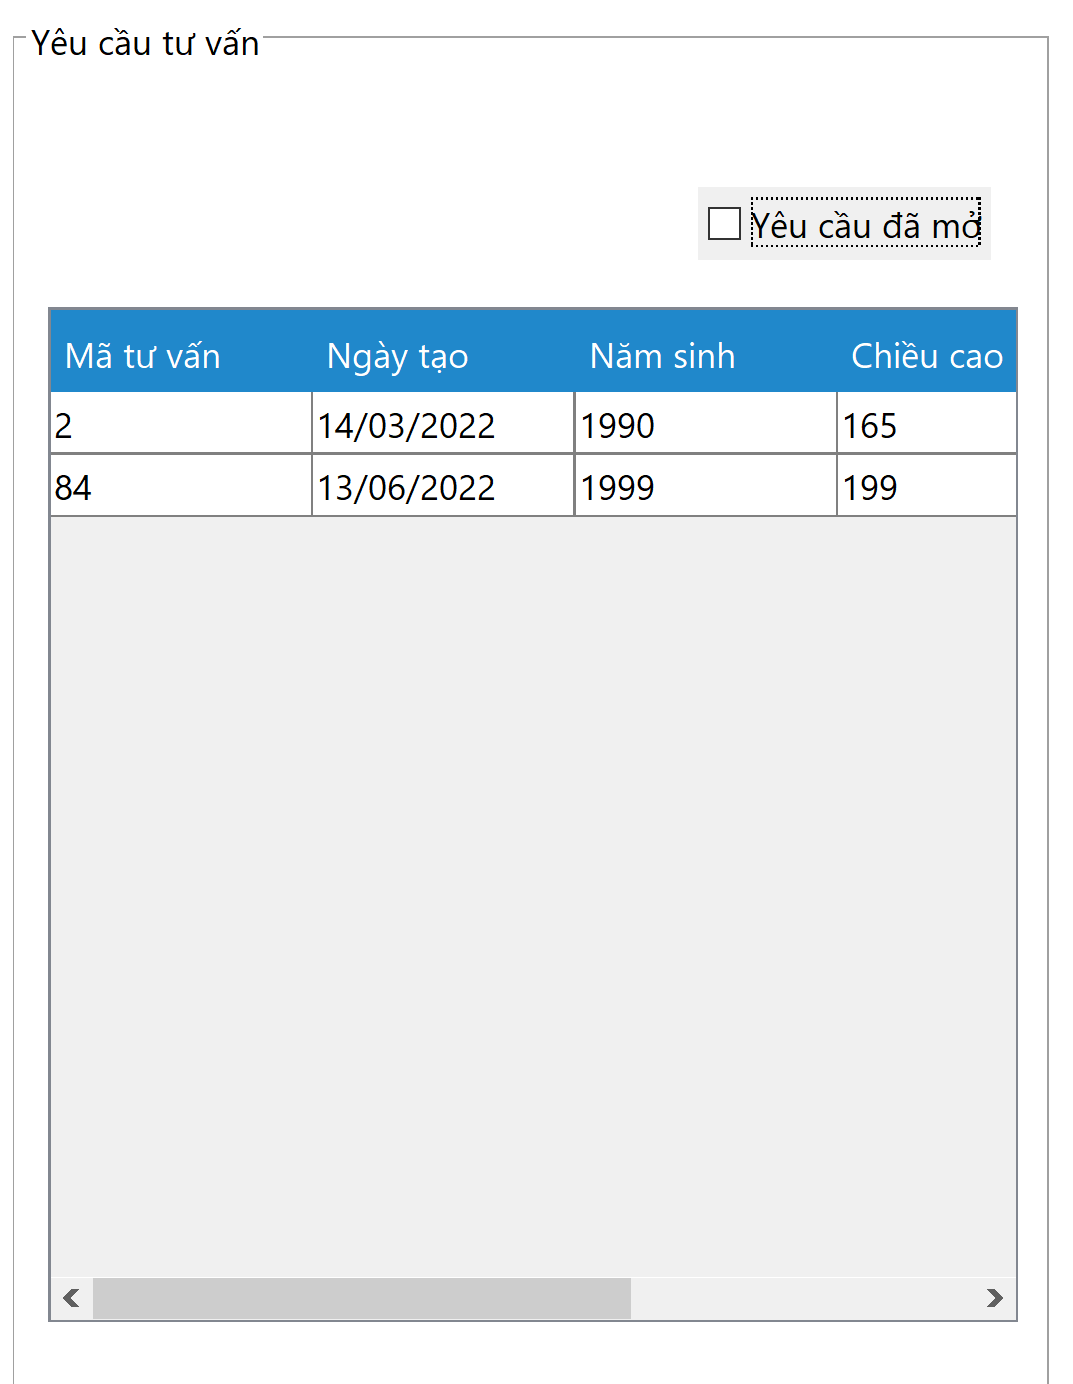 Yêu cầu tư vấn
Yêu cầu đã mở
Mã tư vấn Ngày tạo Năm sinh Chiều cao
2 14/03/2022 1990 165
84 13/06/2022 1999 199